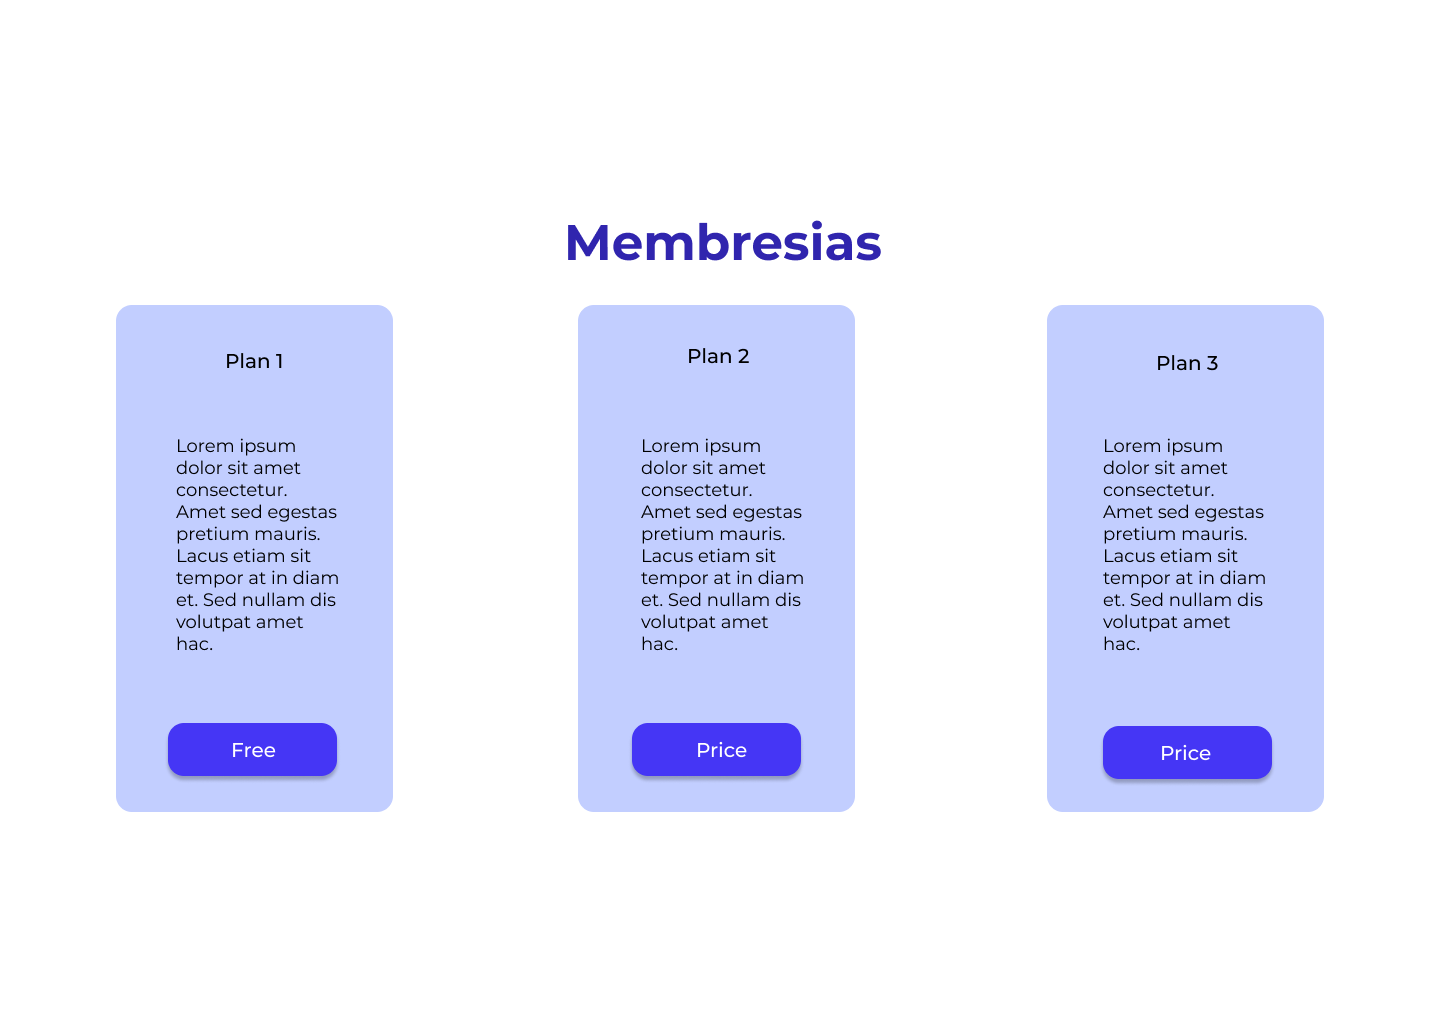 Membresias
Plan 1
Lorem ipsum
dolor sit amet
consectetur.
Amet sed egestas
pretium mauris.
Lacus etiam sit
tempor at in diam
et. Sed nullam dis
volutpat amet
hac.
Free
Plan 2
Lorem ipsum
dolor sit amet
consectetur.
Amet sed egestas
pretium mauris.
Lacus etiam sit
tempor at in diam
et. Sed nullam dis
volutpat amet
hac.
Price
Plan 3
Lorem ipsum
dolor sit amet
consectetur.
Amet sed egestas
pretium mauris.
Lacus etiam sit
tempor at in diam
et. Sed nullam dis
volutpat amet
hac.
Price